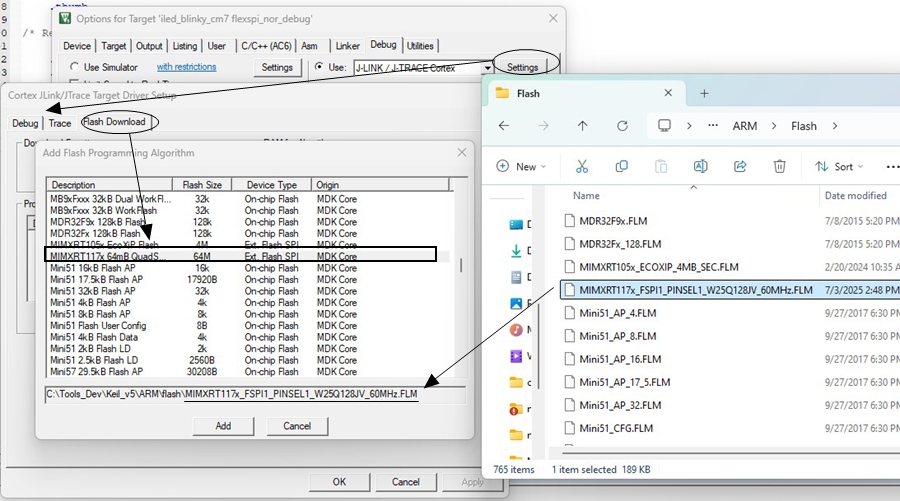 8
9
0
1
2
3
/* Re
Options for Target 'iled_blinky_cm7 flexspi_nor_debug'
Device Target Output Listing User C/C++ (AC6) Asm Linker Debug Utilities
Use Simulator with restrictions Settings Use: J-LINK / J-TRACE Cortex Settings
Cortex JLink/JTrace Target Driver Setup
Debug Trace Flash Download
Add Flash Programming Algorithm
Description Flash Size Device Type Origin
MB9xFxxx 32kB Dual WorkFl... 32k On-chip Flash MDK Core
MB9xFxxx 32kB WorkFlash 32k On-chip Flash MDK Core
MDR32F9x 128kB Flash 128k On-chip Flash MDK Core
MDR32Fx 128kB Flash 128k On-chip Flash MDK Core
MIMXRT105x EcoXiP Flash 4M Ext. Flash SPI MDK Core
MIMXRT117x 64mB QuadS... 64M Ext. Flash SPI MDK Core
Mini51 16kB Flash AP 16k On-chip Flash MDK Core
Mini51 17.5kB Flash AP 17920B On-chip Flash MDK Core
Mini51 32kB Flash AP 32k On-chip Flash MDK Core
Mini51 4kB Flash AP 4k On-chip Flash MDK Core
Mini51 8kB Flash AP 8k On-chip Flash MDK Core
Mini51 Flash User Config 8B On-chip Flash MDK Core
Mini51 4kB Flash Data 4k On-chip Flash MDK Core
Mini51 2kB Flash LD 2k On-chip Flash MDK Core
Mini51 2.5kB Flash LD 2560B On-chip Flash MDK Core
Mini57 29.5kB Flash AP 30208B On-chip Flash MDK Core
C:\Tools_Dev\Keil_v5\ARM\flash\MIMXRT117x_FSPI1_PINSEL1_W25Q128JV_60MHz.FLM
Add Cancel
OK Cancel Apply
Flash
ARM Flash
New Sort
Name Date modified
MDR32F9x.FLM 7/8/2015 5:20 PM
MDR32Fx_128.FLM 7/8/2015 5:20 PM
MIMXRT105x_ECOXIP_4MB_SEC.FLM 2/20/2024 10:35 A
MIMXRT117x_FSPI1_PINSEL1_W25Q128JV_60MHz.FLM 7/3/2025 2:48 PM
Mini51_AP_4.FLM 9/27/2017 6:30 PM
Mini51_AP_8.FLM 9/27/2017 6:30 PM
Mini51_AP_16.FLM 9/27/2017 6:30 PM
Mini51_AP_17_5.FLM 9/27/2017 6:30 PM
Mini51_AP_32.FLM 9/27/2017 6:30 PM
Mini51_CFG.FLM 9/27/2017 6:30 PM
765 items 1 item selected 189 KB